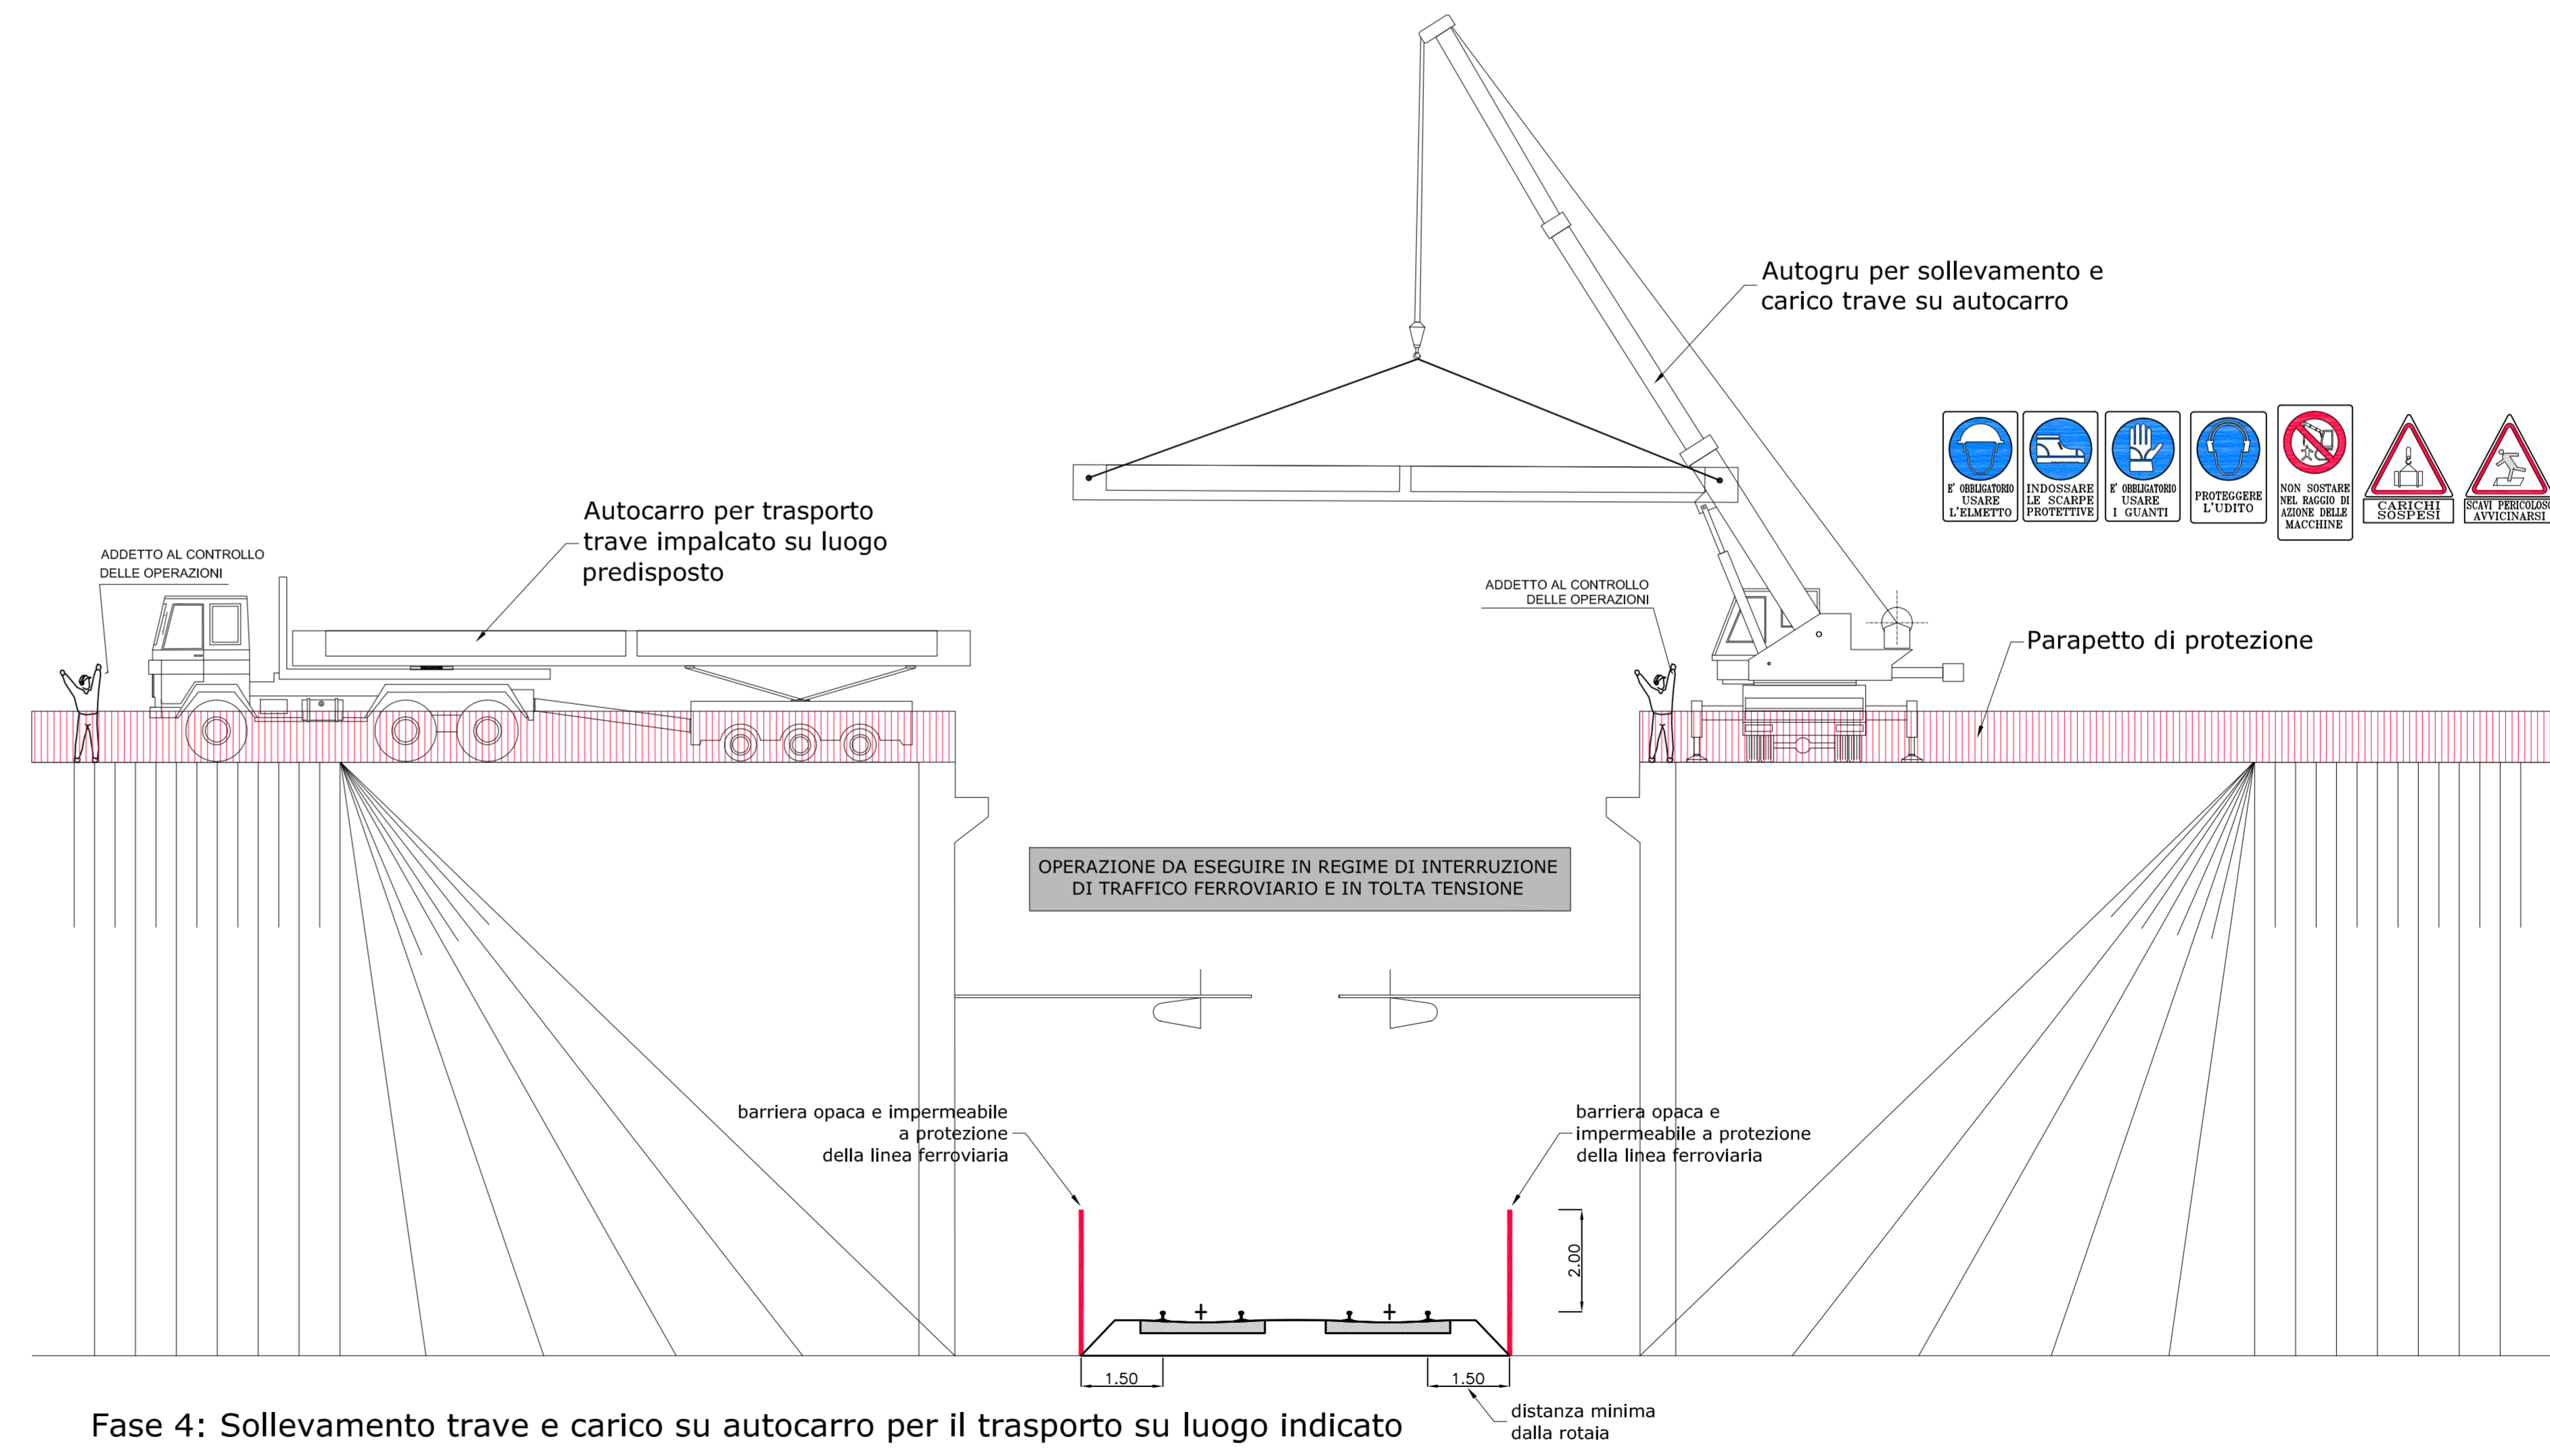 Autogru per sollevamento e
carico trave su autocarro
E' OBBLIGATORIO
USARE
L'ELMETTO
INDOSSARE
LE SCARPE
PROTETTIVE
E' OBBLIGATORIO
USARE
I GUANTI
PROTEGGERE
L'UDITO
NON SOSTARE
NEL RAGGIO DI
AZIONE DELLE
MACCHINE
CARICHI
SOSPESI
SCAVI PERICOLOSO
AVVICINARSI
Autocarro per trasporto
trave impalcato su luogo
predisposto
ADDETTO AL CONTROLLO
DELLE OPERAZIONI
ADDETTO AL CONTROLLO
DELLE OPERAZIONI
Parapetto di protezione
OPERAZIONE DA ESEGUIRE IN REGIME DI INTERRUZIONE
DI TRAFFICO FERROVIARIO E IN TOLTA TENSIONE
barriera opaca e impermeabile
a protezione
della linea ferroviaria
barriera opaca e
impermeabile a protezione
della linea ferroviaria
2.00
1.50
1.50
distanza minima
dalla rotaia
Fase 4: Sollevamento trave e carico su autocarro per il trasporto su luogo indicato